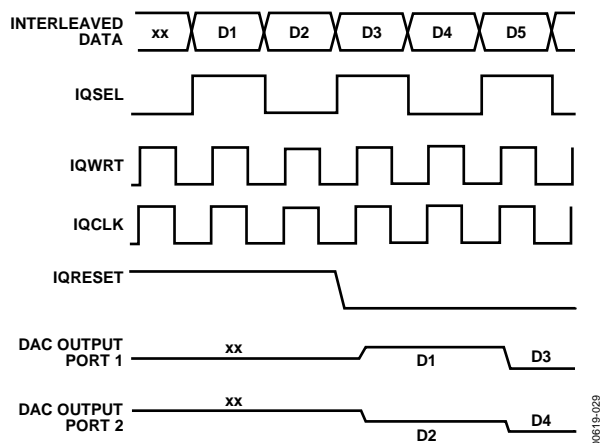 INTERLEAVED
DATA
xx D1 D2 D3 D4 D5
IQSEL
IQWRT
IQCLK
IQRESET
DAC OUTPUT
PORT 1
xx
D1
D3
DAC OUTPUT
PORT 2
xx
D2
D4
00619-029